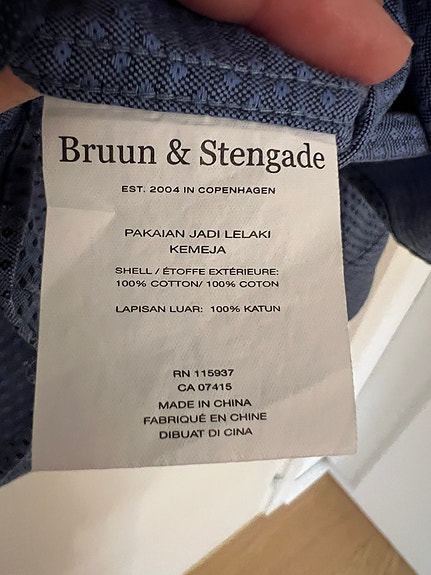 Bruun & Stengade
EST. 2004 IN COPENHAGEN
PAKAIAN JADI LELAKI
KEMEJA
SHELL / ÉTOFFE EXTÉRIEURE:
100% COTTON/ 100% COTON
LAPISAN LUAR: 100% KATUN
RN 115937
CA 07415
MADE IN CHINA
FABRIQUÉ EN CHINE
DIBUAT DI CINA